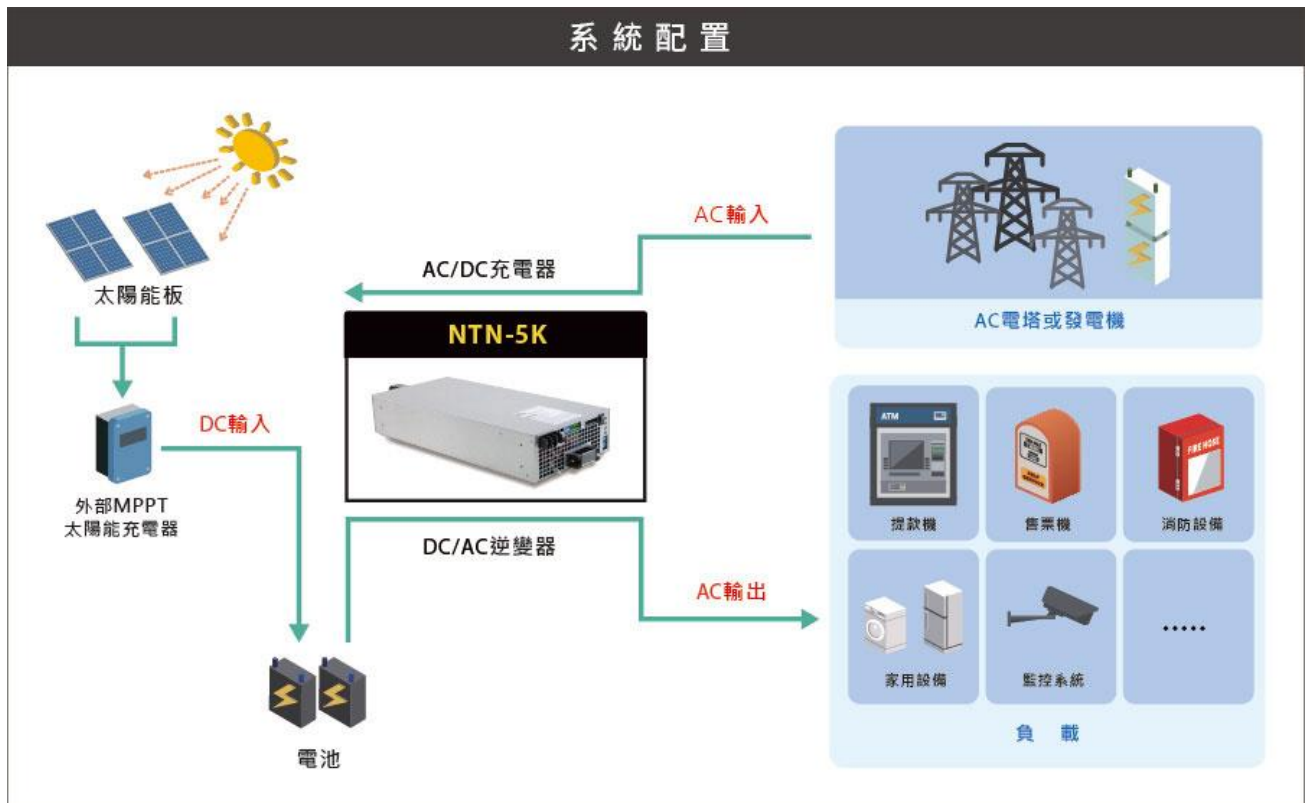 系統配置
AC輸入
AC/DC充電器
太陽能板
AC電塔或發電機
NTN-5K
DC輸入
ATM
FIRE HOSE
提款機
售票機
消防設備
外部MPPT
太陽能充電器
DC/AC逆變器
AC輸出
家用設備
監控系統
.....
電池
負載